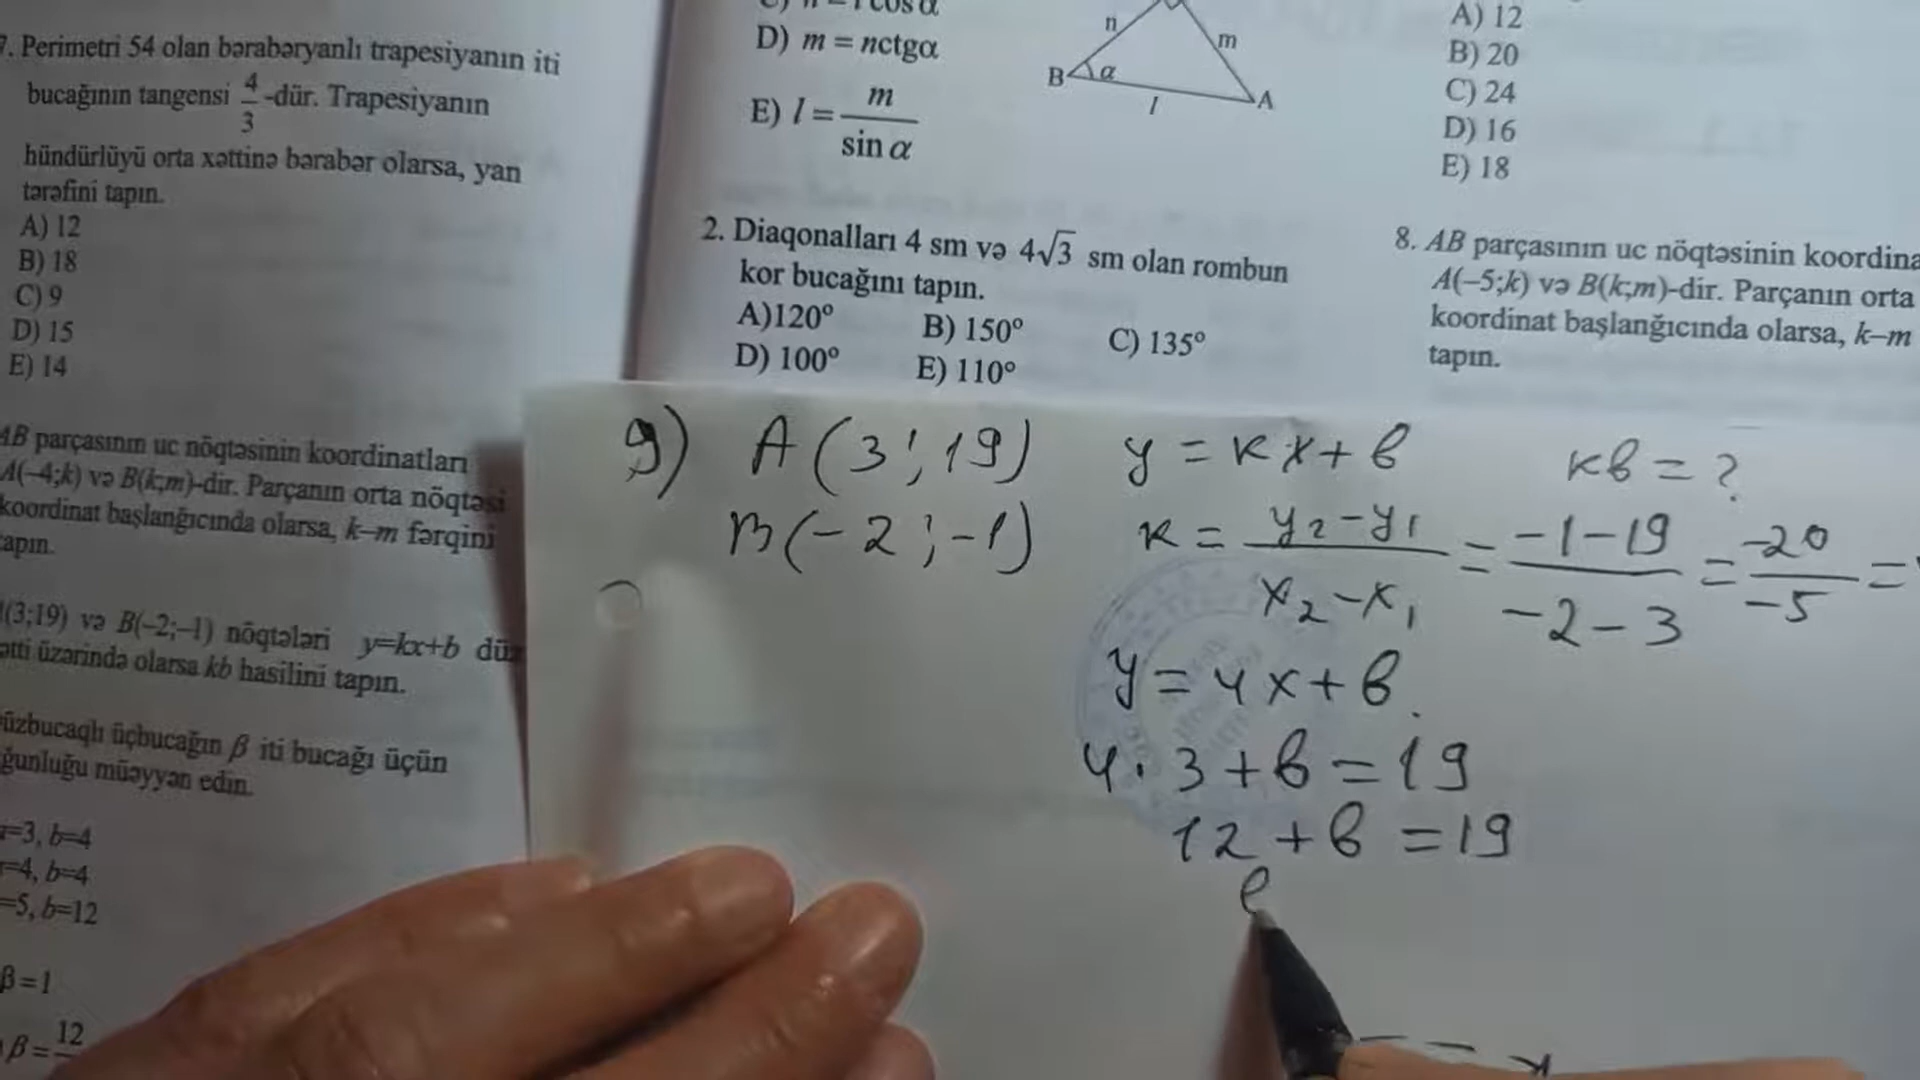 7. Perimetri 54 olan bərabəryanlı trapesiyanın iti
bucağının tangensi 4/3-dür. Trapesiyanın
hündürlüyü orta xəttinə bərabər olarsa, yan
tərəfini tapın.
A) 12
B) 18
C) 9
D) 15
E) 14
AB parçasının uc nöqtəsinin koordinatları
A(–4;k) və B(k;m)-dir. Parçanın orta nöqtəsi
koordinat başlanğıcında olarsa, k–m fərqini
tapın.
(3;19) və B(–2;–1) nöqtələri y=kx+b düz
ətti üzərində olarsa kb hasilini tapın.
üzbucaqlı üçbucağın β iti bucağı üçün
ğunluğu müəyyən edin.
=3, b=4
=4, b=4
=5, b=12
β = 1
β = 12
D) m = nctgα
E) l = m / sin α
n
m
B
α
l
A
2. Diaqonalları 4 sm və 4√3 sm olan rombun
kor bucağını tapın.
A)120° B) 150° C) 135°
D) 100° E) 110°
A) 12
B) 20
C) 24
D) 16
E) 18
8. AB parçasının uc nöqtəsinin koordina
A(–5;k) və B(k;m)-dir. Parçanın orta
koordinat başlanğıcında olarsa, k–m
tapın.
9) A(3;19) y = кx+в кв = ?
B(-2;-1) к = y₂-y₁ / x₂-x₁ = -1-19 / -2-3 = -20 / -5 =
y = 4x+в
4·3+в=19
12+в=19